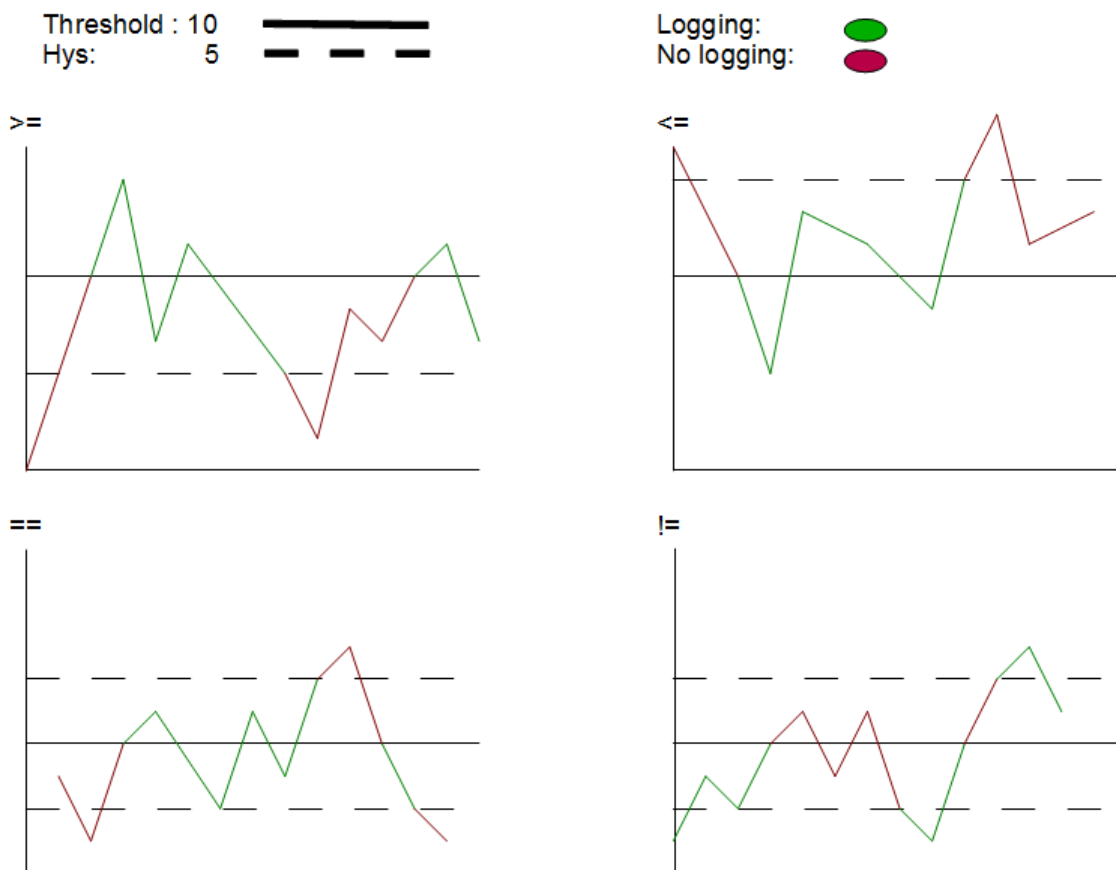 Threshold : 10
Hys: 5
Logging:
No logging:
>=
<=
==
!=